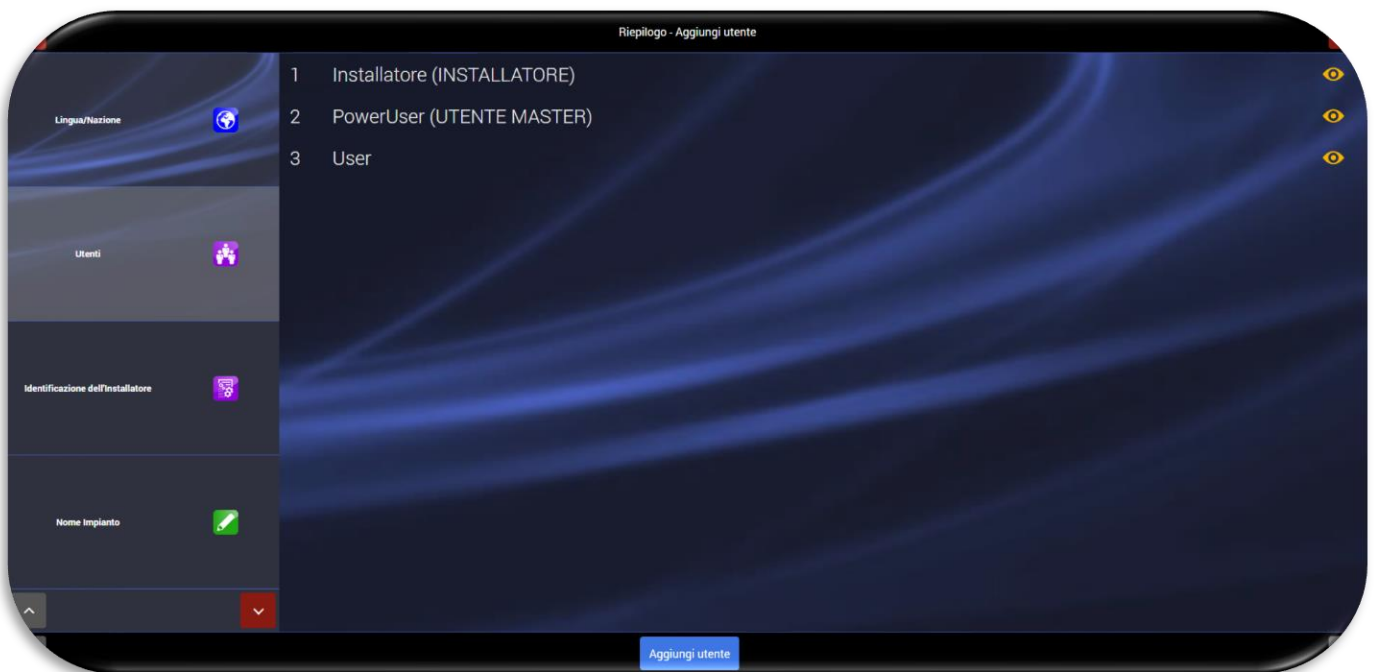 Riepilogo - Aggiungi utente
Lingua/Nazione
Utenti
Identificazione dell'Installatore
Nome Impianto
1 Installatore (INSTALLATORE)
2 PowerUser (UTENTE MASTER)
3 User
Aggiungi utente